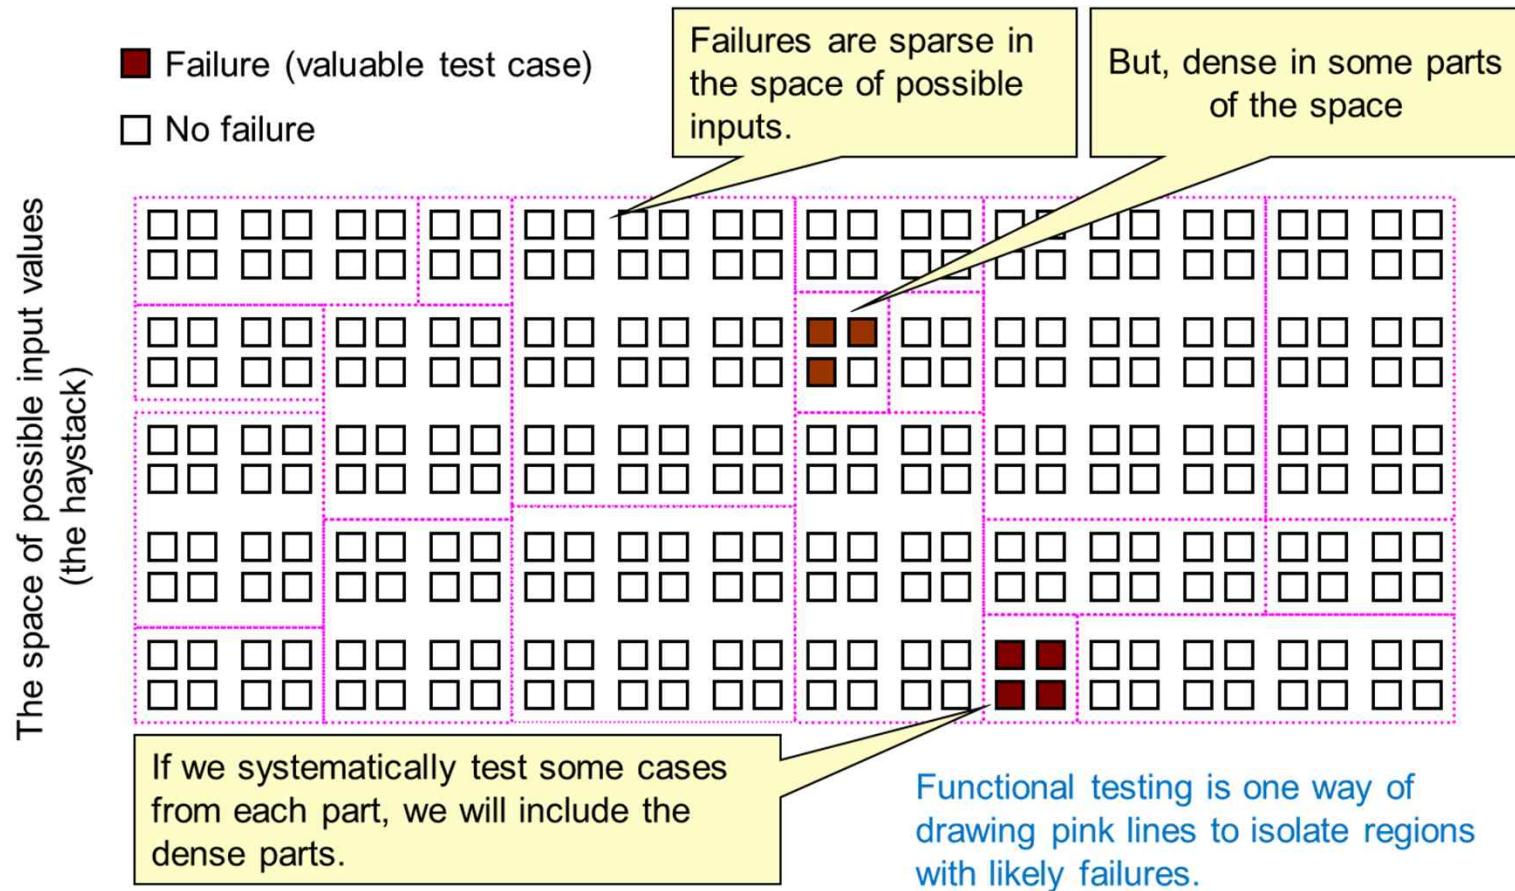 Failure (valuable test case)
No failure
Failures are sparse in
the space of possible
inputs.
But, dense in some parts
of the space
The space of possible input values
(the haystack)
If we systematically test some cases
from each part, we will include the
dense parts.
Functional testing is one way of
drawing pink lines to isolate regions
with likely failures.